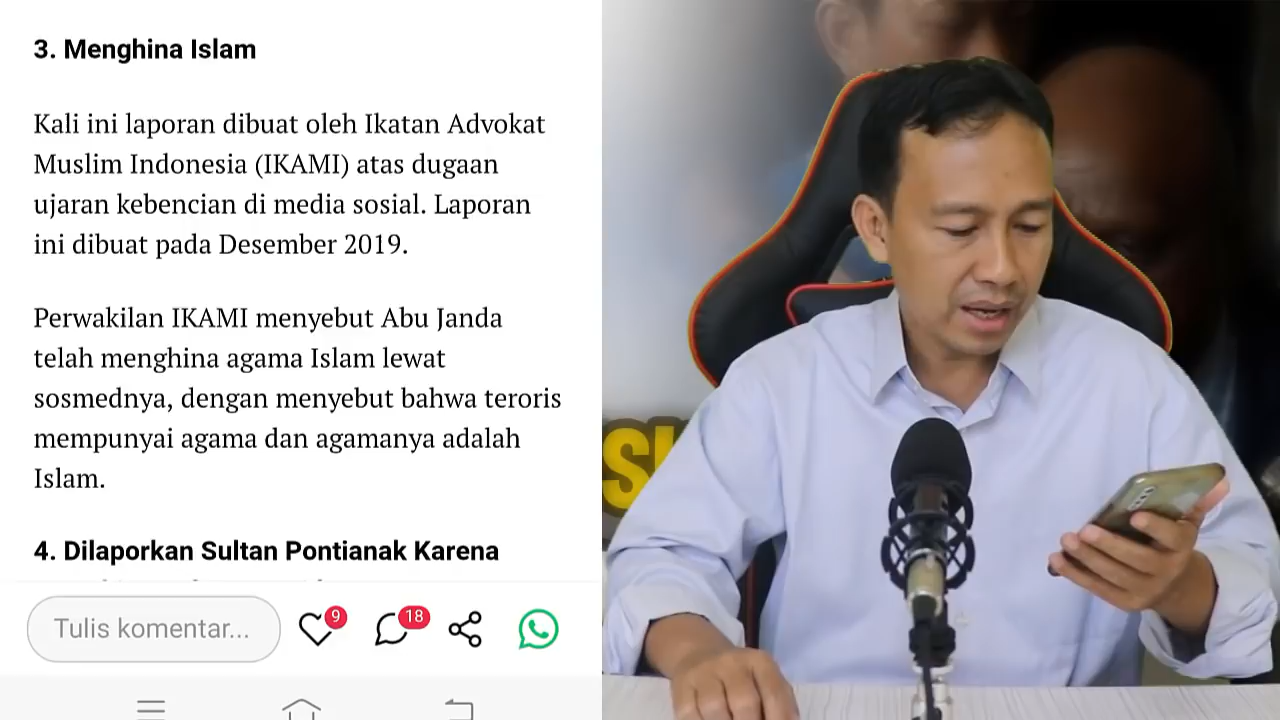 3. Menghina Islam
Kali ini laporan dibuat oleh Ikatan Advokat
Muslim Indonesia (IKAMI) atas dugaan
ujaran kebencian di media sosial. Laporan
ini dibuat pada Desember 2019.
Perwakilan IKAMI menyebut Abu Janda
telah menghina agama Islam lewat
sosmednya, dengan menyebut bahwa teroris
mempunyai agama dan agamanya adalah
Islam.
4. Dilaporkan Sultan Pontianak Karena
Tulis komentar...
9
18